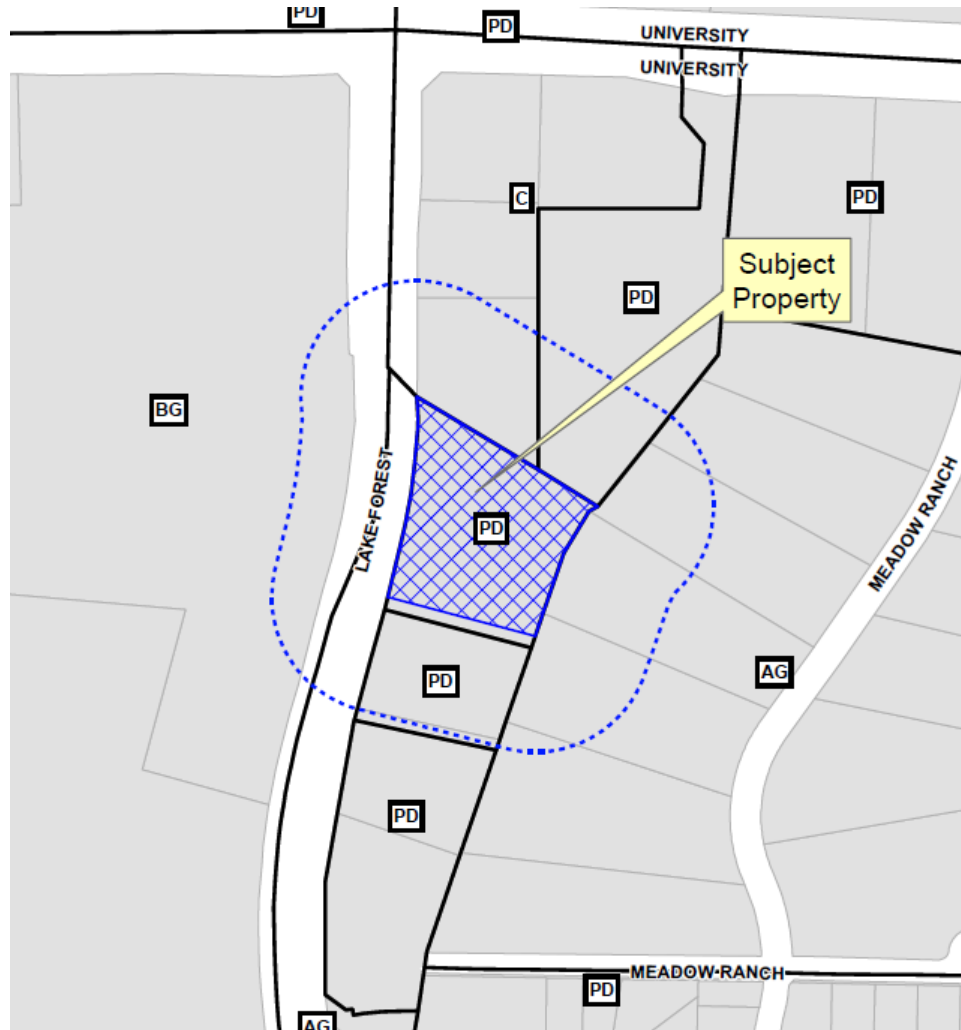 PD
PD
UNIVERSITY
UNIVERSITY
C
PD
Subject
Property
PD
BG
LAKE FOREST
MEADOW RANCH
PD
AG
PD
PD
MEADOW RANCH
PD
AG